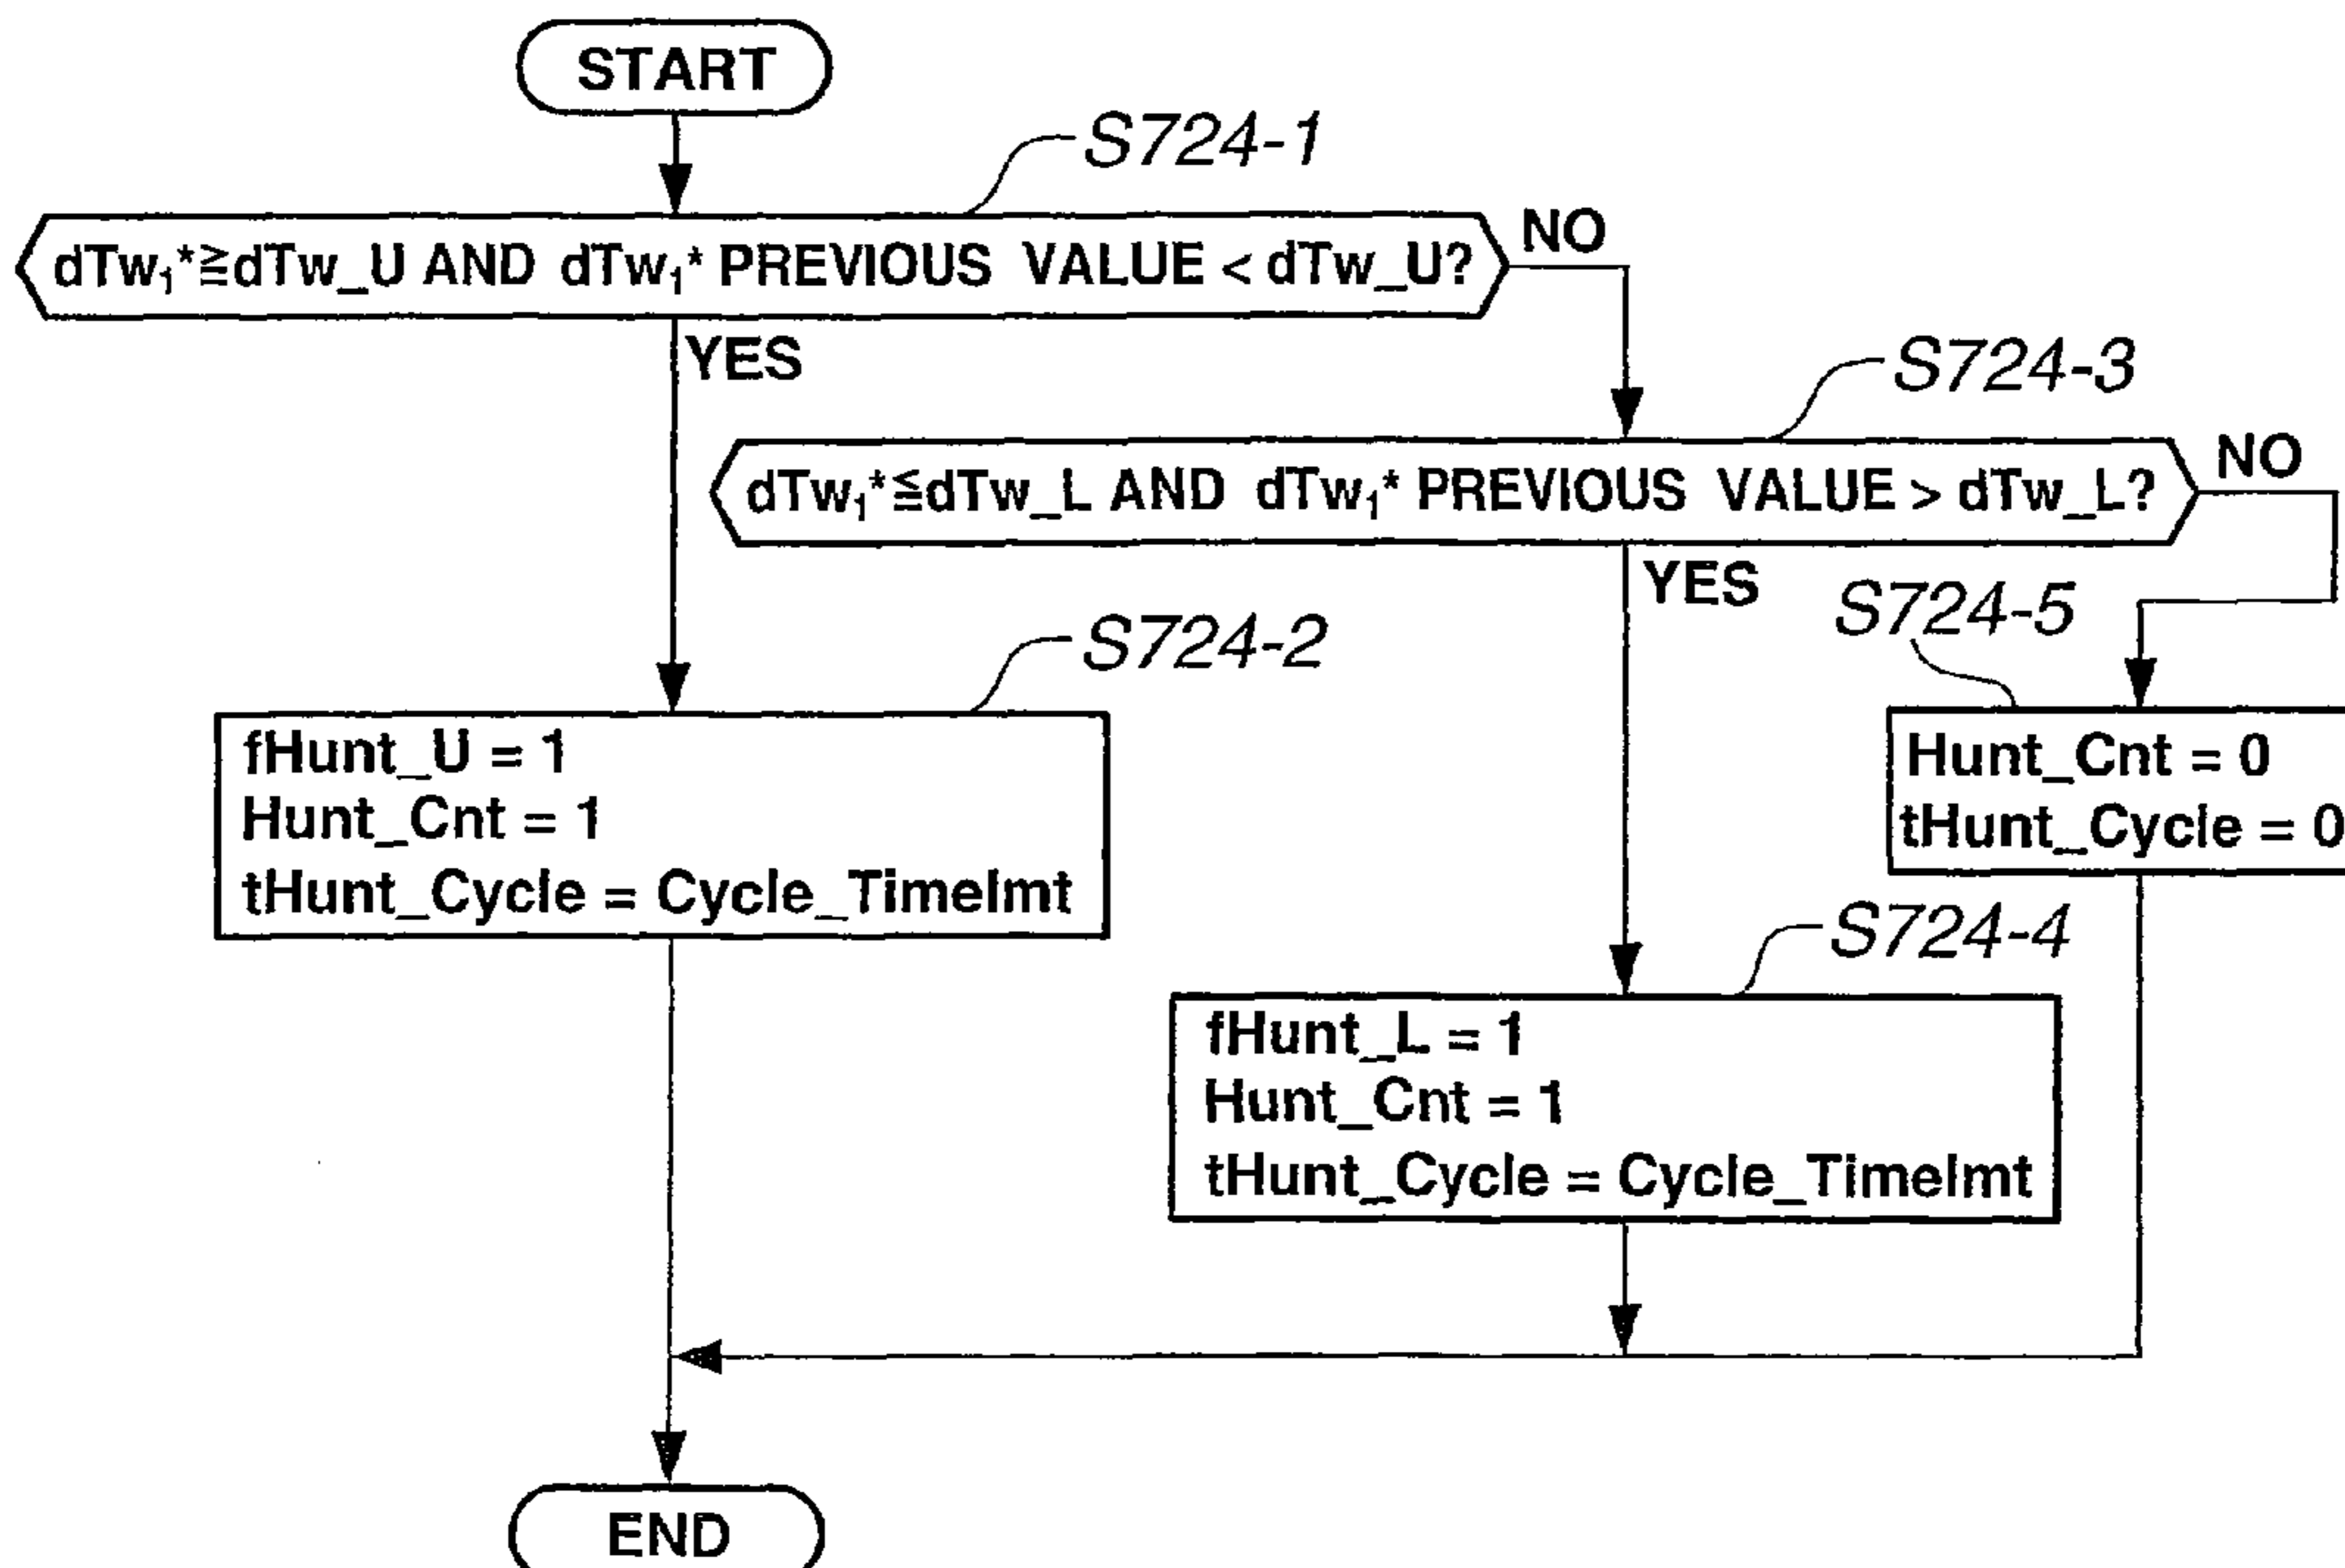 START
S724-1
dTw₁*≧dTw_U AND dTw₁* PREVIOUS VALUE < dTw_U?
NO
YES
S724-3
dTw₁*≦dTw_L AND dTw₁* PREVIOUS VALUE > dTw_L?
NO
YES
S724-5
S724-2
fHunt_U = 1
Hunt_Cnt = 1
tHunt_Cycle = Cycle_TimeImt
Hunt_Cnt = 0
tHunt_Cycle = 0
S724-4
fHunt_L = 1
Hunt_Cnt = 1
tHunt_Cycle = Cycle_TimeImt
END